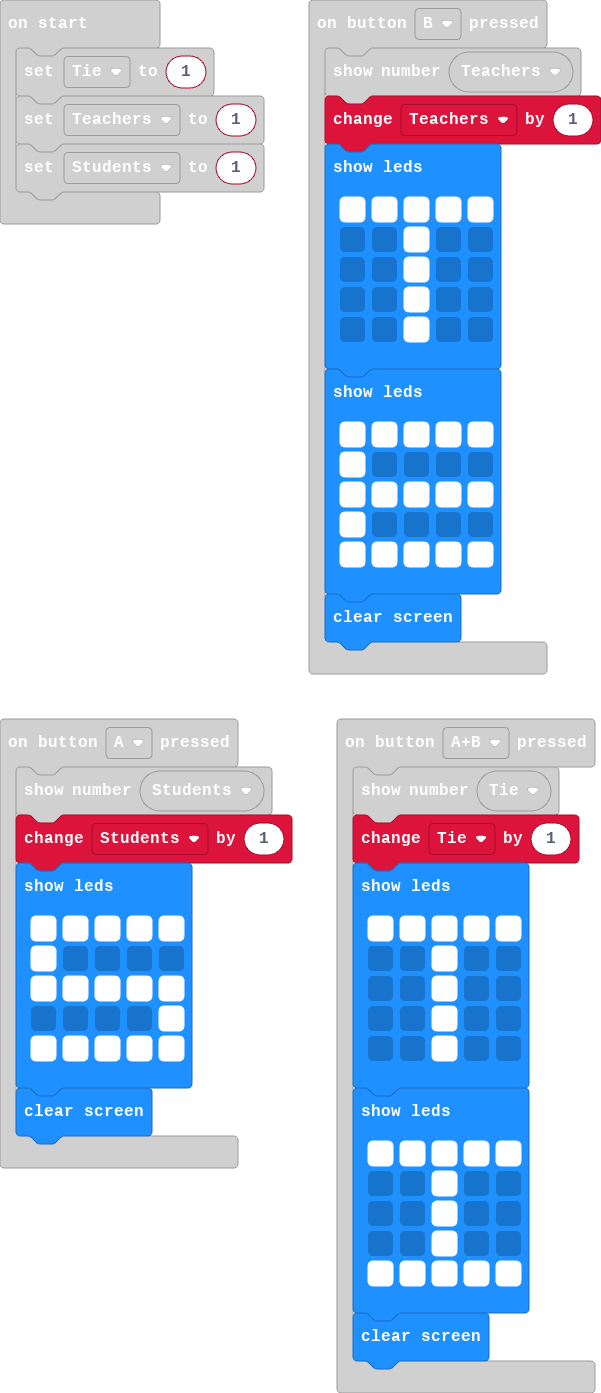 on start
set Tie to 1
set Teachers to 1
set Students to 1
on button B pressed
show number Teachers
change Teachers by 1
show leds
show leds
clear screen
on button A pressed
show number Students
change Students by 1
show leds
clear screen
on button A+B pressed
show number Tie
change Tie by 1
show leds
show leds
clear screen